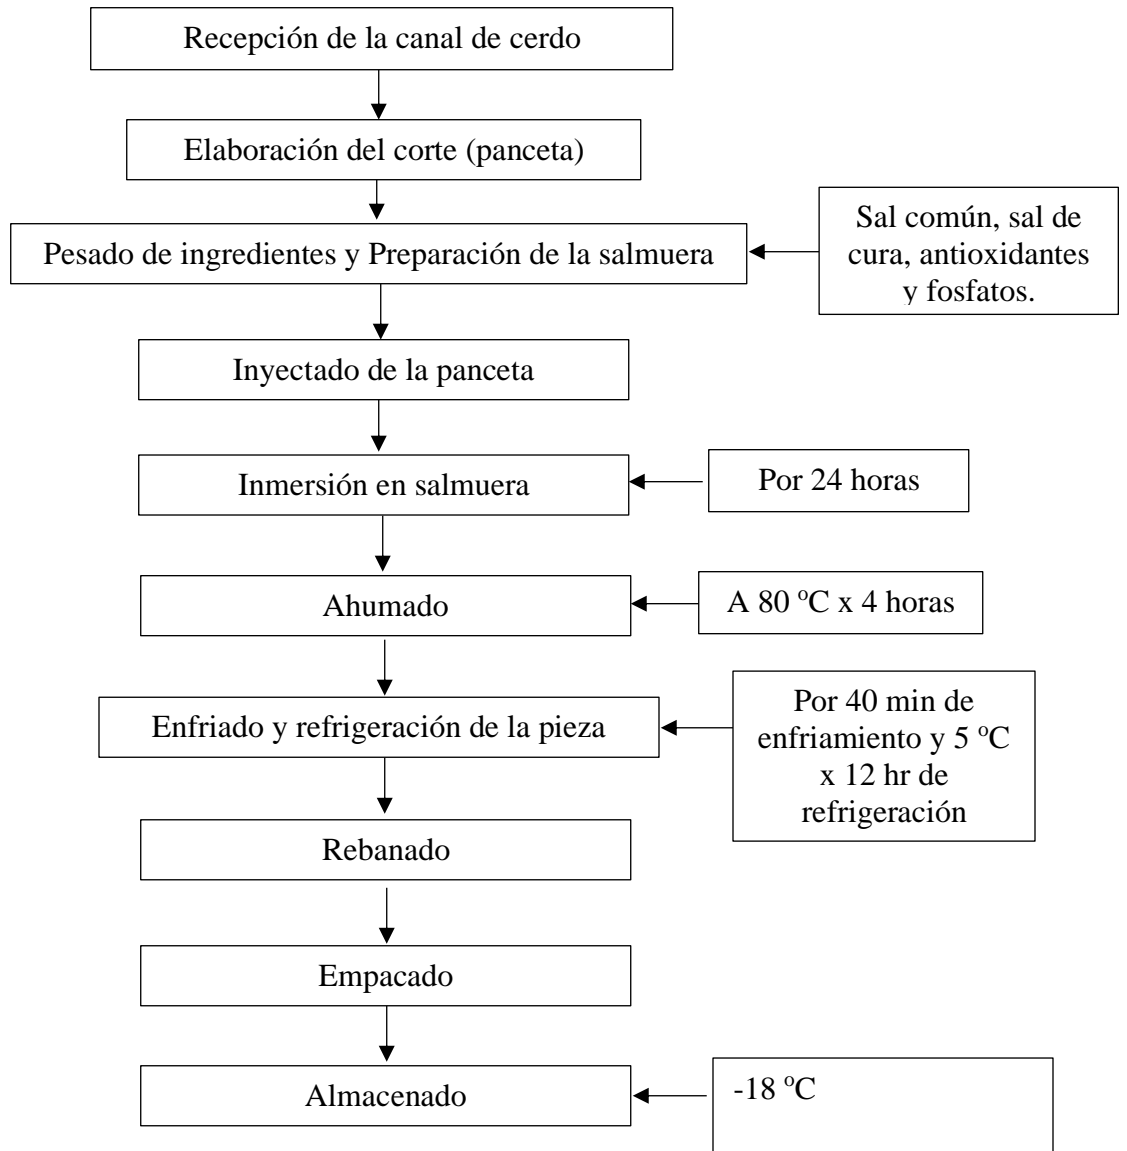 Recepción de la canal de cerdo
Elaboración del corte (panceta)
Pesado de ingredientes y Preparación de la salmuera
Sal común, sal de
cura, antioxidantes
y fosfatos.
Inyectado de la panceta
Inmersión en salmuera
Por 24 horas
Ahumado
A 80 ºC x 4 horas
Enfriado y refrigeración de la pieza
Por 40 min de
enfriamiento y 5 ºC
x 12 hr de
refrigeración
Rebanado
Empacado
Almacenado
-18 ºC